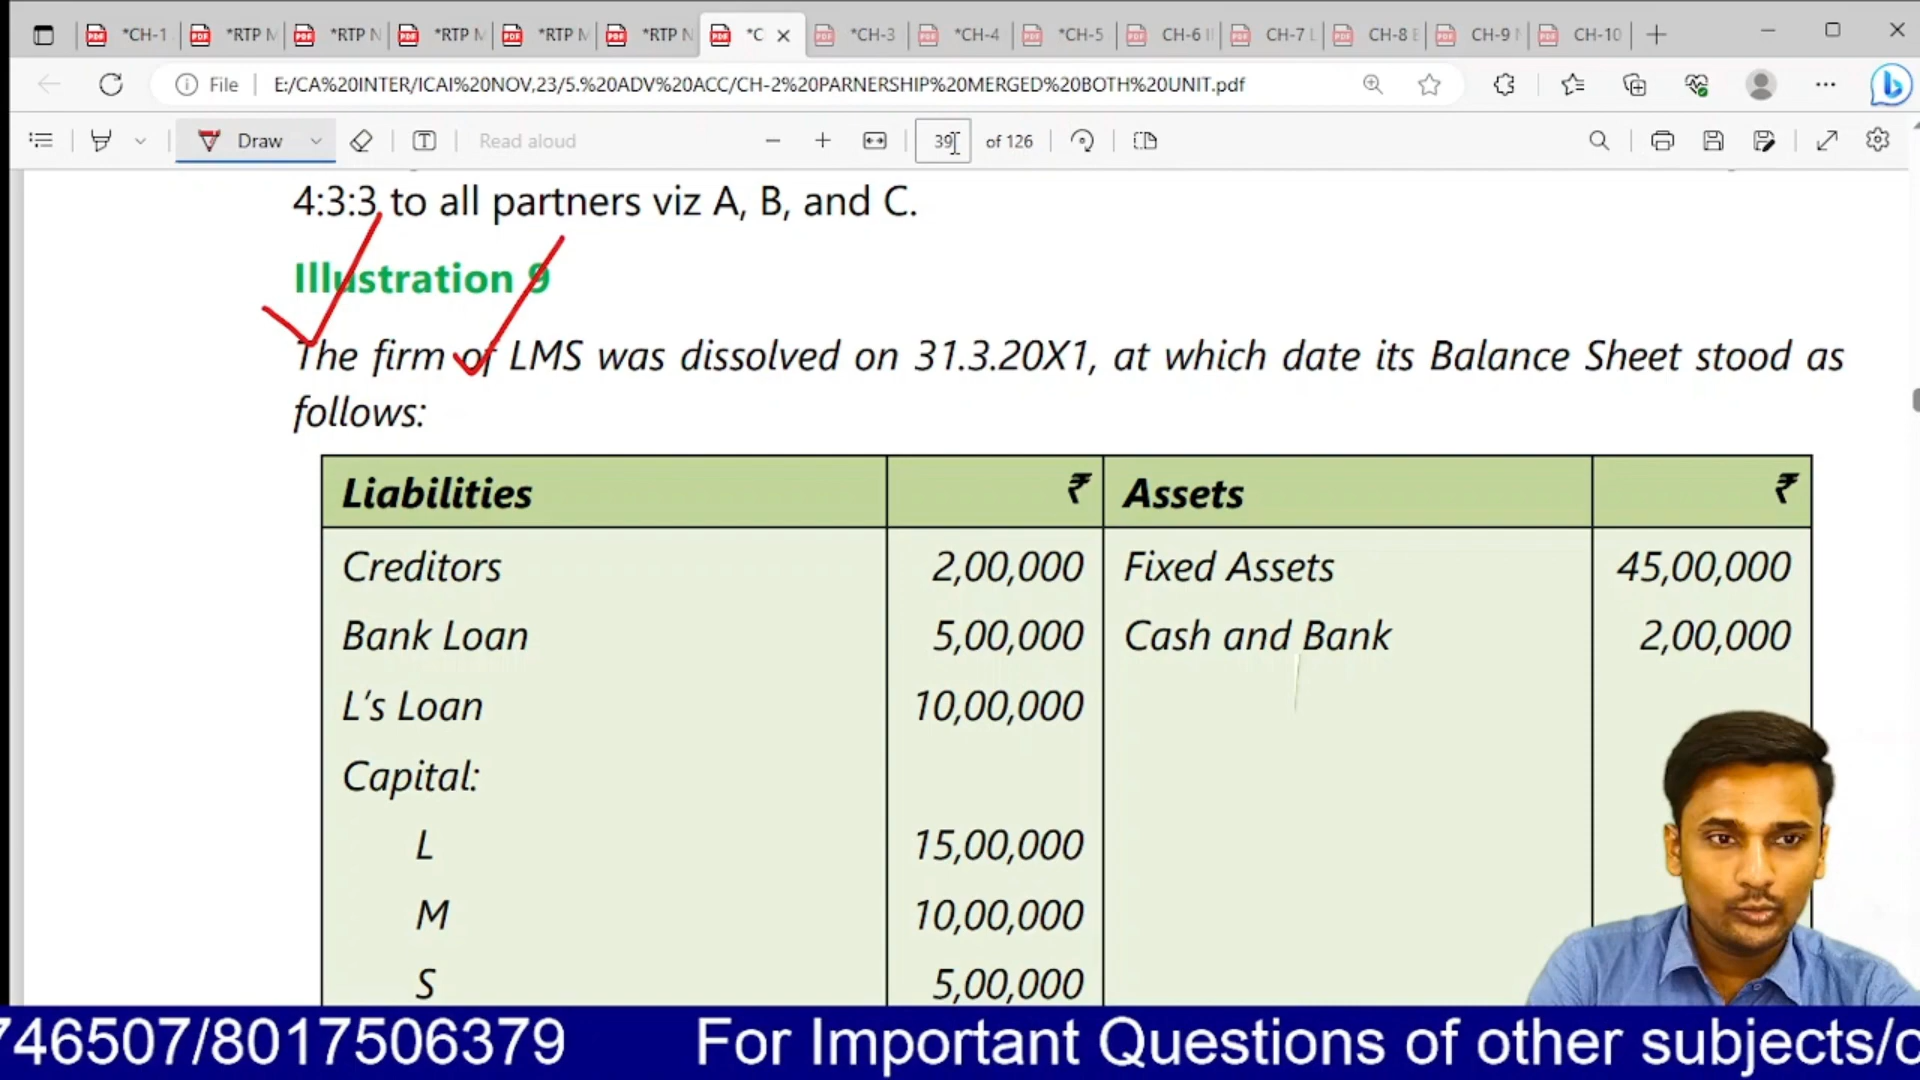 *CH-1 *RTP M *RTP N *RTP M *RTP M *RTP N *C *CH-3 *CH-4 *CH-5 CH-6 I CH-7 L CH-8 E CH-9 CH-10
File E:/CA%20INTER/ICAI%20NOV,23/5.%20ADV%20ACC/CH-2%20PARNERSHIP%20MERGED%20BOTH%20UNIT.pdf
Draw Read aloud 39 of 126
4:3:3 to all partners viz A, B, and C.
Illustration 9
The firm of LMS was dissolved on 31.3.20X1, at which date its Balance Sheet stood as
follows:
Liabilities ₹ Assets ₹
Creditors 2,00,000 Fixed Assets 45,00,000
Bank Loan 5,00,000 Cash and Bank 2,00,000
L's Loan 10,00,000
Capital:
L 15,00,000
M 10,00,000
S 5,00,000
746507/8017506379 For Important Questions of other subjects/